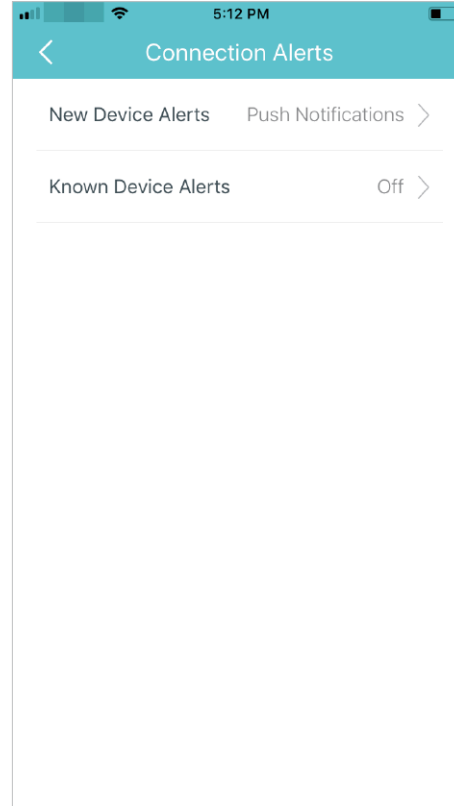 5:12 PM
Connection Alerts
New Device Alerts Push Notifications
Known Device Alerts Off